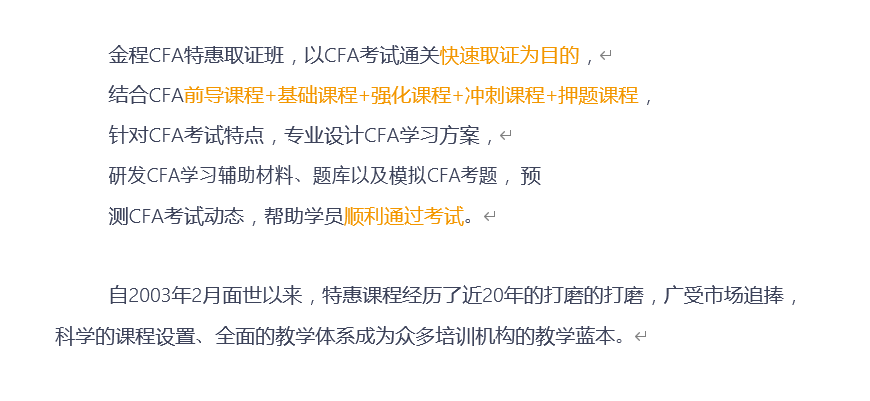 金程CFA特惠取证班，以CFA考试通关快速取证为目的，
结合CFA前导课程+基础课程+强化课程+冲刺课程+押题课程，
针对CFA考试特点，专业设计CFA学习方案，
研发CFA学习辅助材料、题库以及模拟CFA考题， 预
测CFA考试动态，帮助学员顺利通过考试。
自2003年2月面世以来，特惠课程经历了近20年的打磨的打磨，广受市场追捧，
科学的课程设置、全面的教学体系成为众多培训机构的教学蓝本。